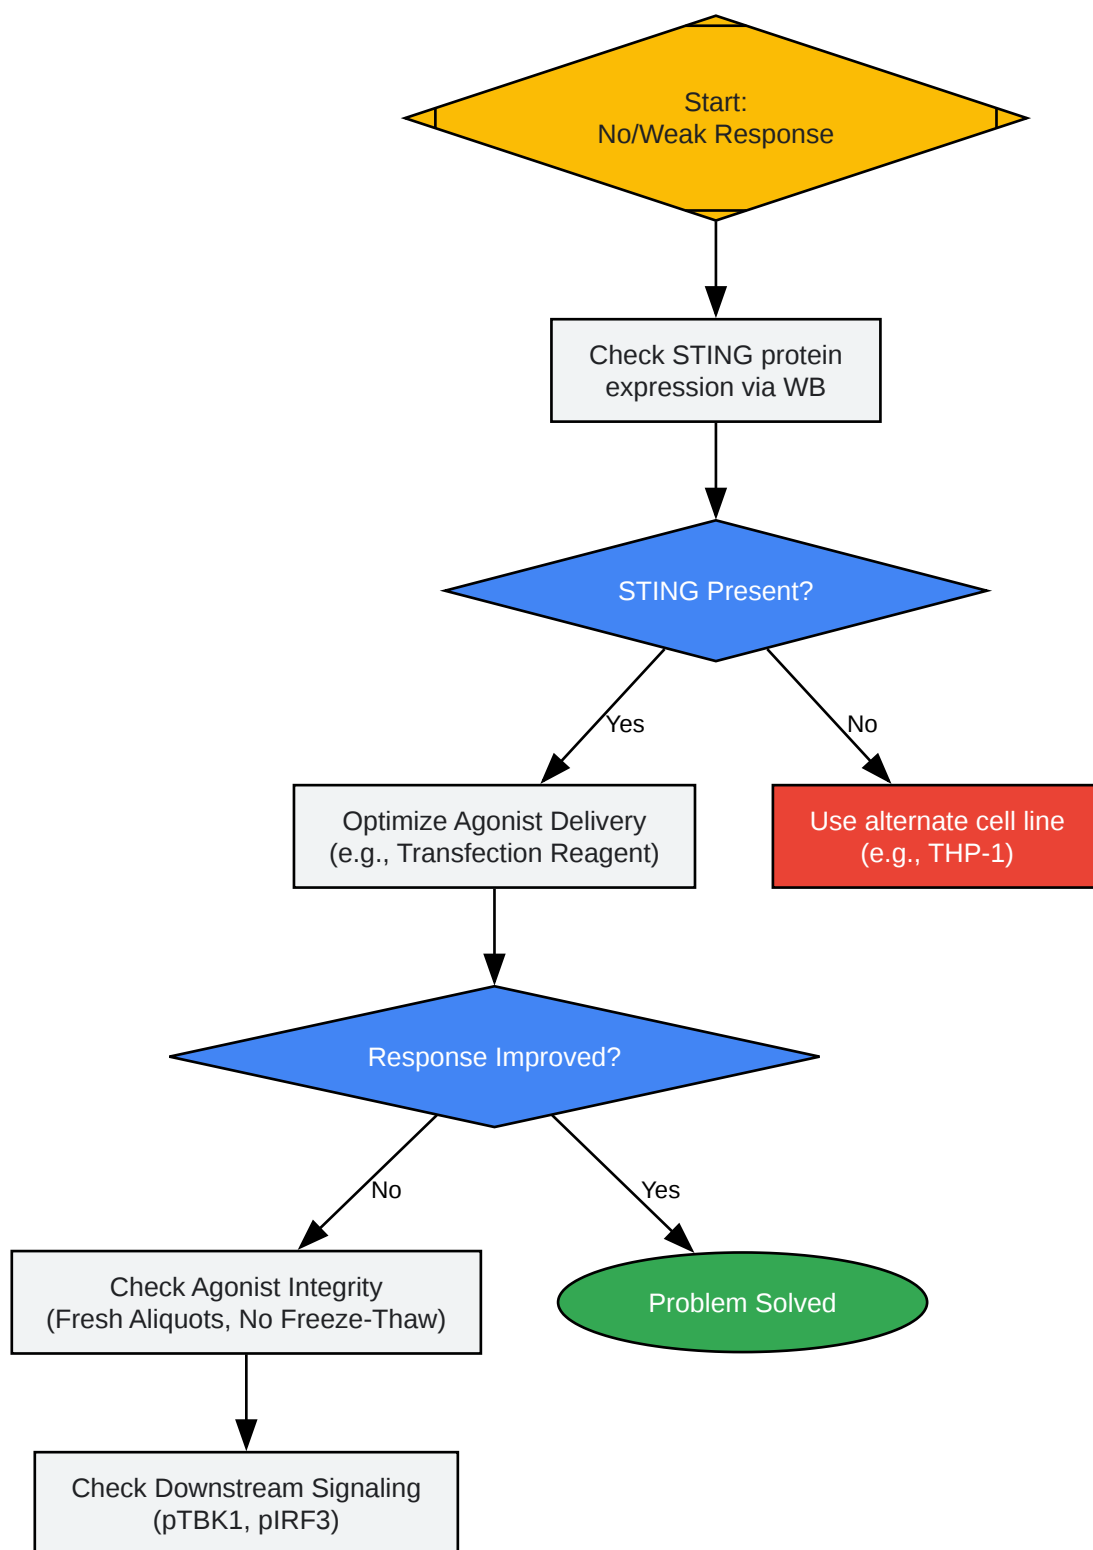 Start:
No/Weak Response
Check STING protein
expression via WB
STING Present?
Yes
No
Optimize Agonist Delivery
(e.g., Transfection Reagent)
Use alternate cell line
(e.g., THP-1)
Response Improved?
No
Yes
Check Agonist Integrity
(Fresh Aliquots, No Freeze-Thaw)
Problem Solved
Check Downstream Signaling
(pTBK1, pIRF3)